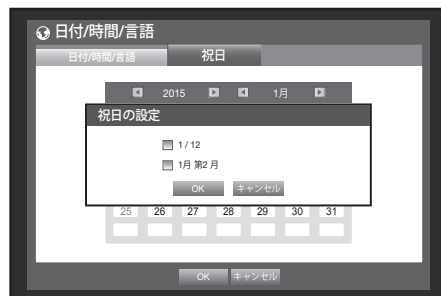 日付/時間/言語
日付/時間/言語 祝日
2015 1月
祝日の設定
1 / 12
1月 第2 月
OK キャンセル
25 26 27 28 29 30 31
OK キャンセル